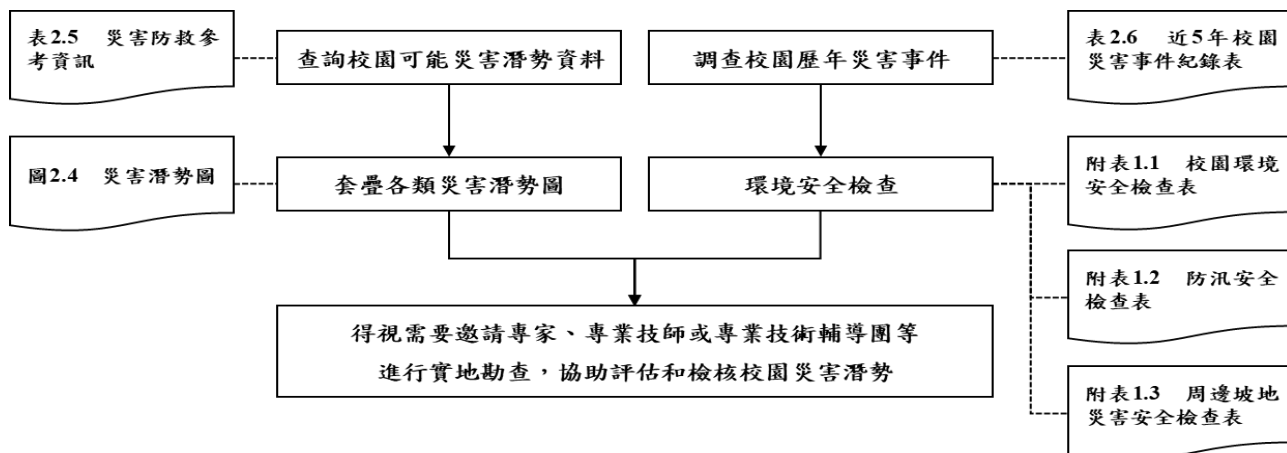 表2.5 災害防救參
考資訊
查詢校園可能災害潛勢資料
調查校園歷年災害事件
表2.6 近5年校園
災害事件紀錄表
圖2.4 災害潛勢圖
套疊各類災害潛勢圖
環境安全檢查
附表1.1 校園環境
安全檢查表
附表1.2 防汛安全
檢查表
得視需要邀請專家、專業技師或專業技術輔導團等
進行實地勘查，協助評估和檢核校園災害潛勢
附表1.3 周邊坡地
災害安全檢查表